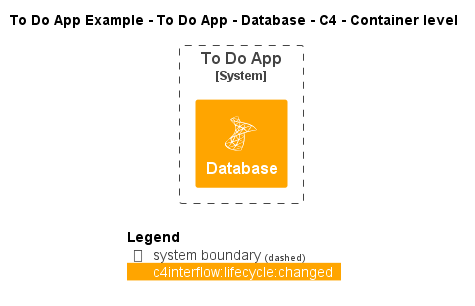 To Do App Example - To Do App - Database - C4 - Container level
To Do App
[System]
Database
Legend
system boundary (dashed)
c4interflow:lifecycle:changed